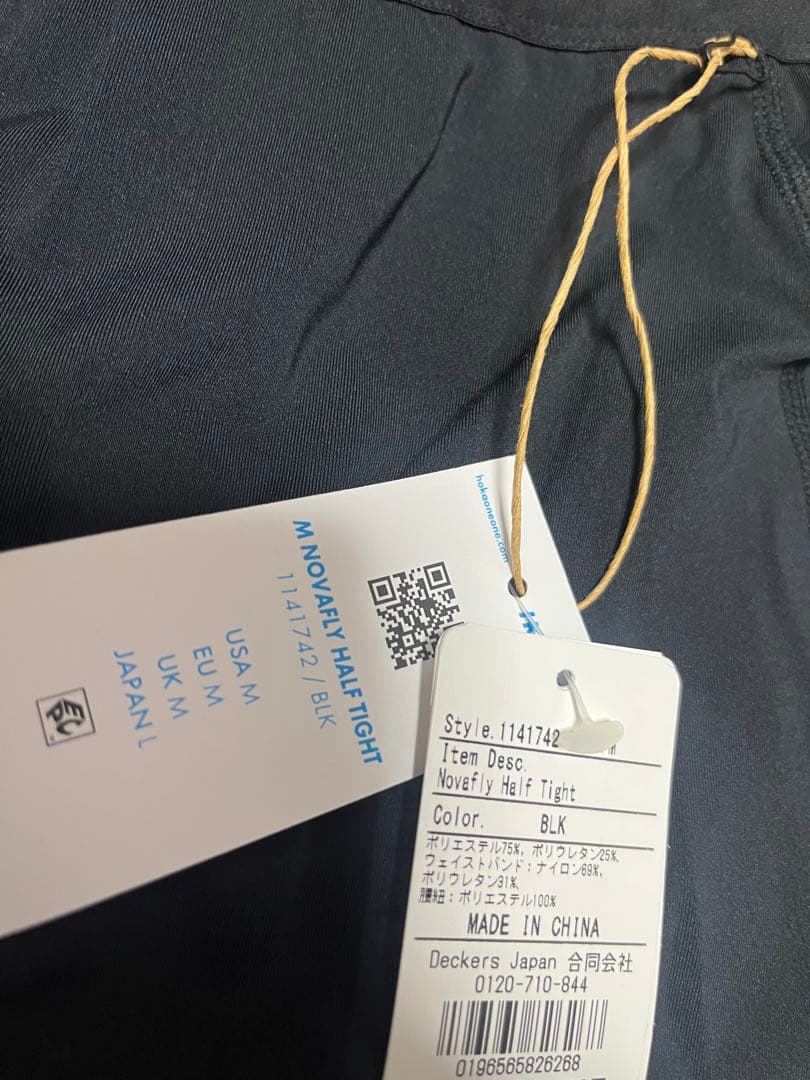 hokaoneone.com
M NOVAFLY HALF TIGHT
1141742 / BLK
USA M
EU M
UK M
JAPAN L
Style. 1141742
Item Desc.
Novafly Half Tight
Color. BLK
ポリエステル75%, ポリウレタン25%、
ウェイストバンド:ナイロン69%,
ポリウレタン31%、
腰紐:ポリエステル100%
MADE IN CHINA
Deckers Japan 合同会社
0120-710-844
0196565826268